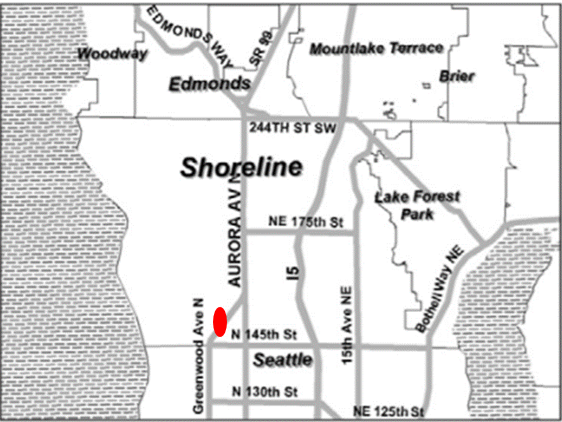 EDMONDS WAY
SR 99
Woodway
Mountlake Terrace
Brier
Edmonds
244TH ST SW
Shoreline
AURORA AV N
Lake Forest
Park
NE 175th St
I5
15th Ave NE
Bothell Way NE
Greenwood Ave N
N 145th St
Seattle
N 130th St
NE 125th St